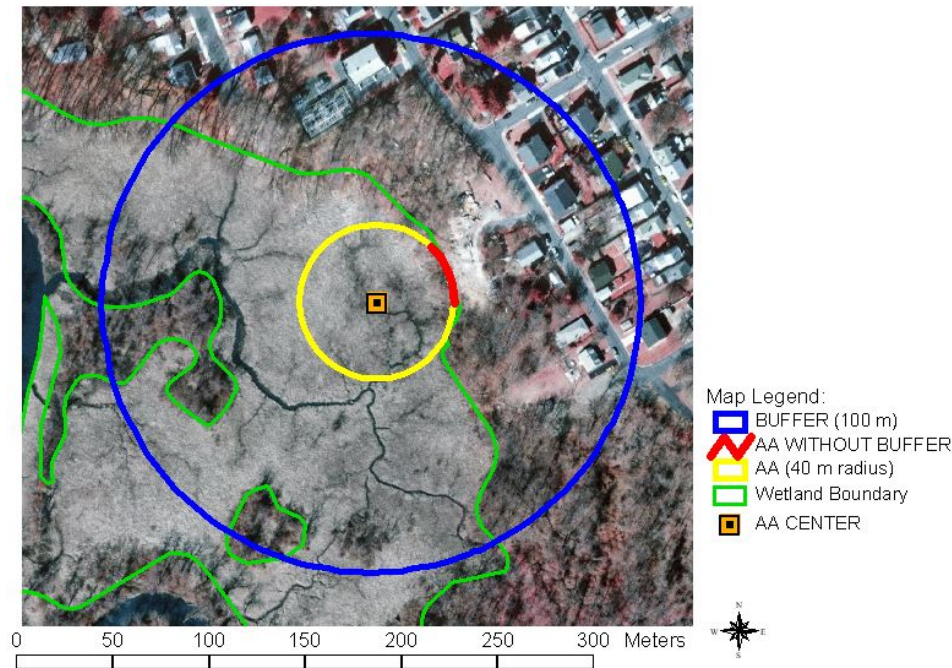 Map Legend:
BUFFER (100 m)
AA WITHOUT BUFFER
AA (40 m radius)
Wetland Boundary
AA CENTER
N
W E
S
0 50 100 150 200 250 300 Meters